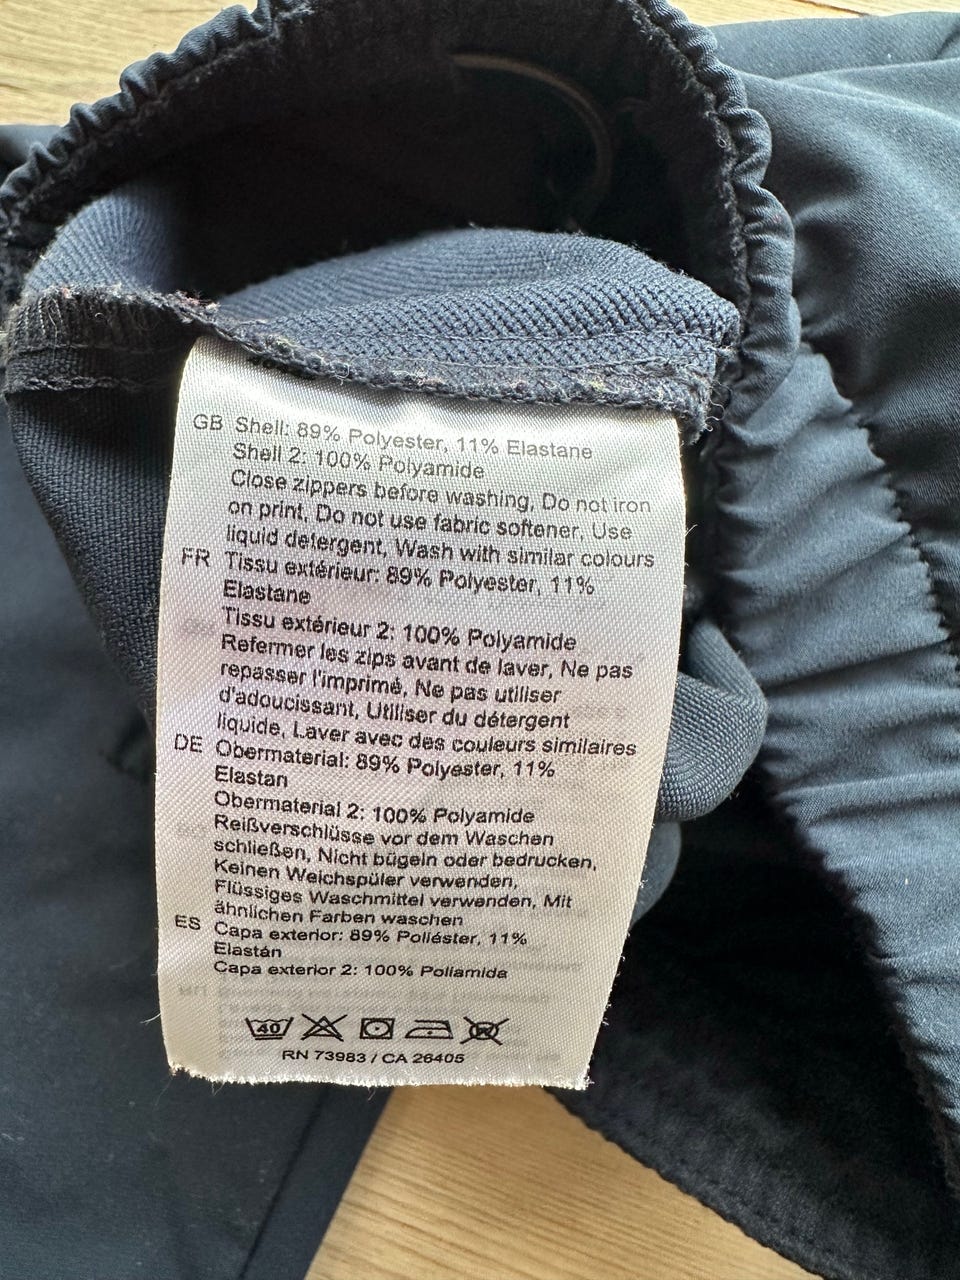 GB Shell: 89% Polyester, 11% Elastane
Shell 2: 100% Polyamide
Close zippers before washing, Do not iron
on print, Do not use fabric softener, Use
liquid detergent, Wash with similar colours
FR Tissu extérieur: 89% Polyester, 11%
Elastane
Tissu extérieur 2: 100% Polyamide
Refermer les zips avant de laver, Ne pas
repasser l'imprimé, Ne pas utiliser
d'adoucissant, Utiliser du détergent
liquide, Laver avec des couleurs similaires
DE Obermaterial: 89% Polyester, 11%
Elastan
Obermaterial 2: 100% Polyamide
Reißverschlüsse vor dem Waschen
schließen, Nicht bügeln oder bedrucken,
Keinen Weichspüler verwenden,
Flüssiges Waschmittel verwenden, Mit
ähnlichen Farben waschen
ES Capa exterior: 89% Poliéster, 11%
Elastán
Capa exterior 2: 100% Poliamida
40
RN 73983 / CA 26405